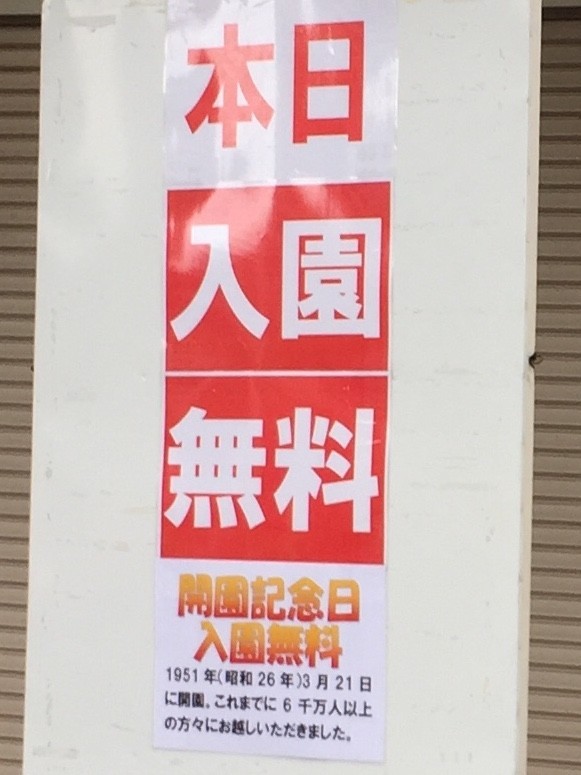 本日
入園
無料
開園記念日
入園無料
1951年(昭和26年)3月21日
に開園。これまでに6千万人以上
の方々にお越しいただきました。